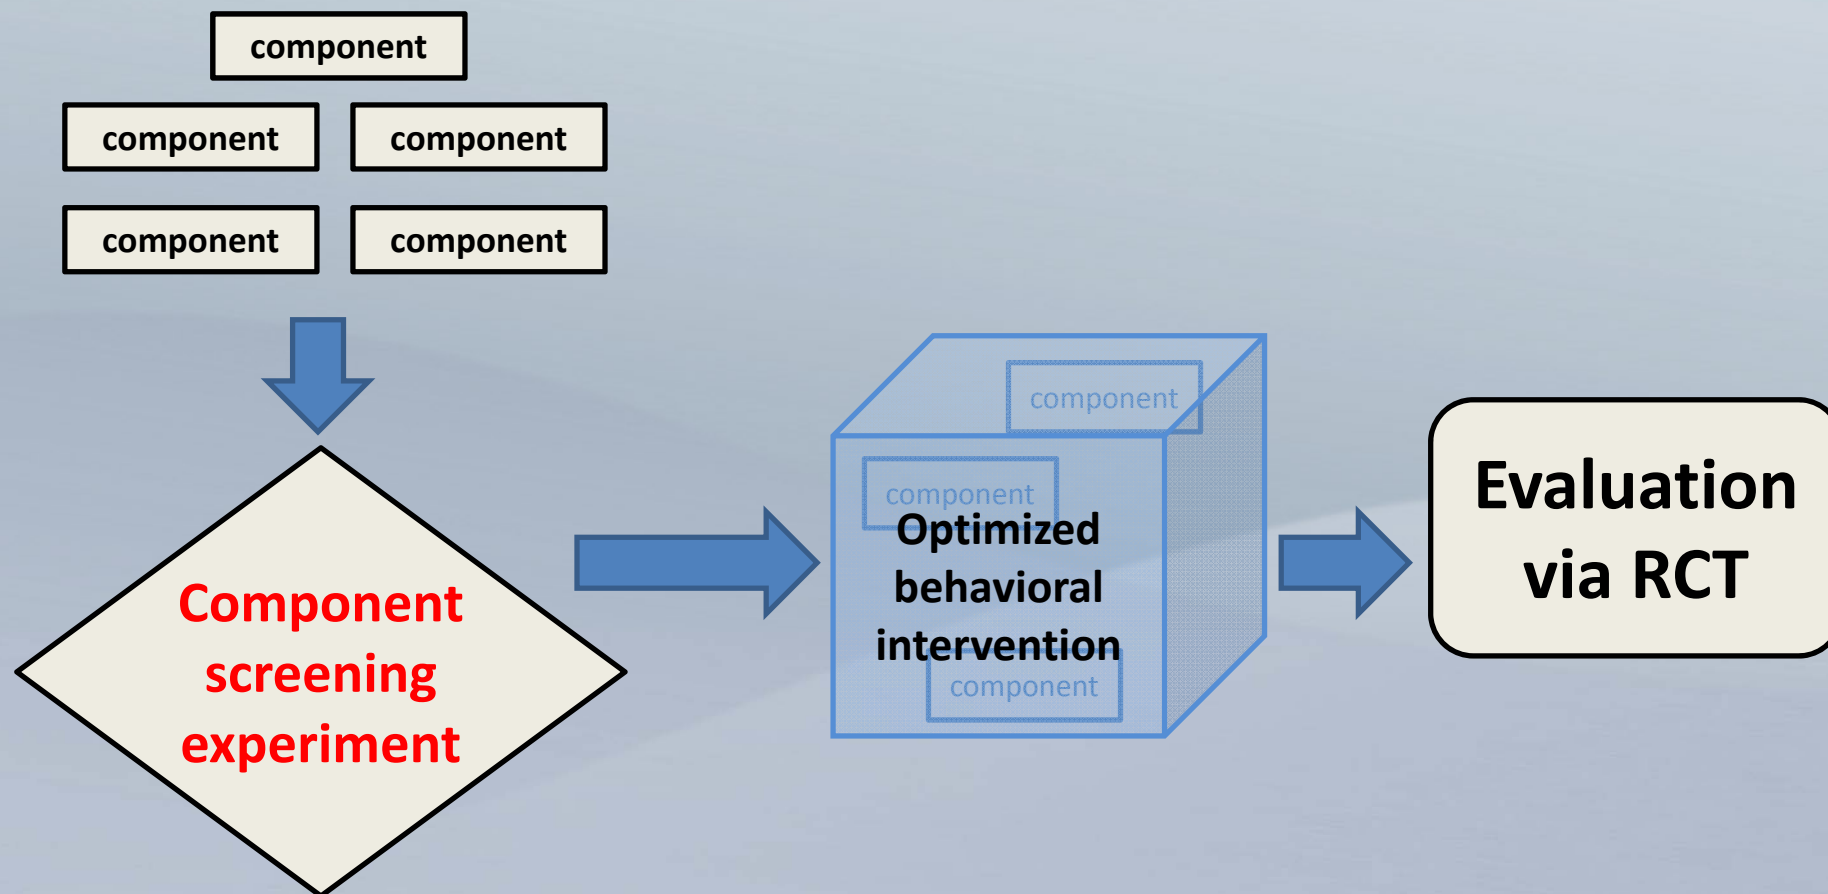 component
component component
component component
Component
screening
experiment
component
component
Optimized
behavioral
intervention
component
Evaluation
via RCT